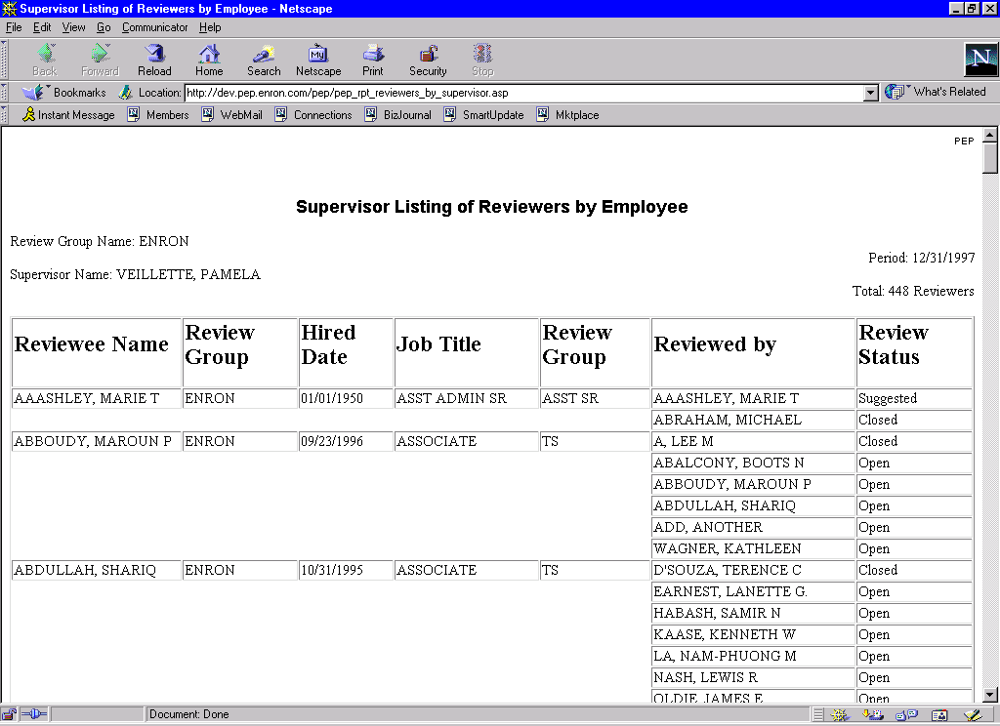 Supervisor Listing of Reviewers by Employee - Netscape
File Edit View Go Communicator Help
Back Forward Reload Home Search Netscape Print Security Stop
Bookmarks Location: http://dev.pep.enron.com/pep/pep_rpt_reviewers_by_supervisor.asp What's Related
Instant Message Members WebMail Connections BizJournal SmartUpdate Mktplace
PEP
Supervisor Listing of Reviewers by Employee
Review Group Name: ENRON
Period: 12/31/1997
Supervisor Name: VEILLETTE, PAMELA
Total: 448 Reviewers
Reviewee Name Review Group Hired Date Job Title Review Group Reviewed by Review Status
AAASHLEY, MARIE T ENRON 01/01/1950 ASST ADMIN SR ASST SR AAASHLEY, MARIE T Suggested
ABRAHAM, MICHAEL Closed
ABBOUDY, MAROUN P ENRON 09/23/1996 ASSOCIATE TS A, LEE M Closed
ABALCONY, BOOTS N Open
ABBOUDY, MAROUN P Open
ABDULLAH, SHARIQ Open
ADD, ANOTHER Open
WAGNER, KATHLEEN Open
ABDULLAH, SHARIQ ENRON 10/31/1995 ASSOCIATE TS D'SOUZA, TERENCE C Closed
EARNEST, LANETTE G. Open
HABASH, SAMIR N Open
KAASE, KENNETH W Open
LA, NAM-PHUONG M Open
NASH, LEWIS R Open
OLDIE, JAMES E Open
Document: Done